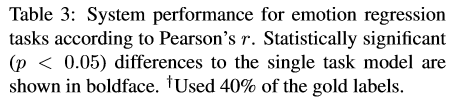 Table 3: System performance for emotion regression
tasks according to Pearson's r. Statistically significant
(p < 0.05) differences to the single task model are
shown in boldface. †Used 40% of the gold labels.